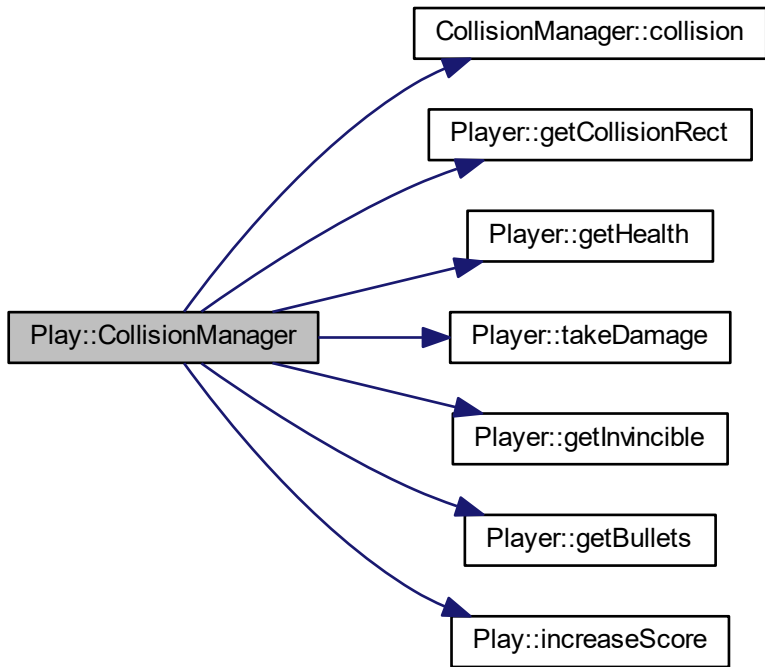 CollisionManager::collision
Player::getCollisionRect
Player::getHealth
Play::CollisionManager
Player::takeDamage
Player::getInvincible
Player::getBullets
Play::increaseScore